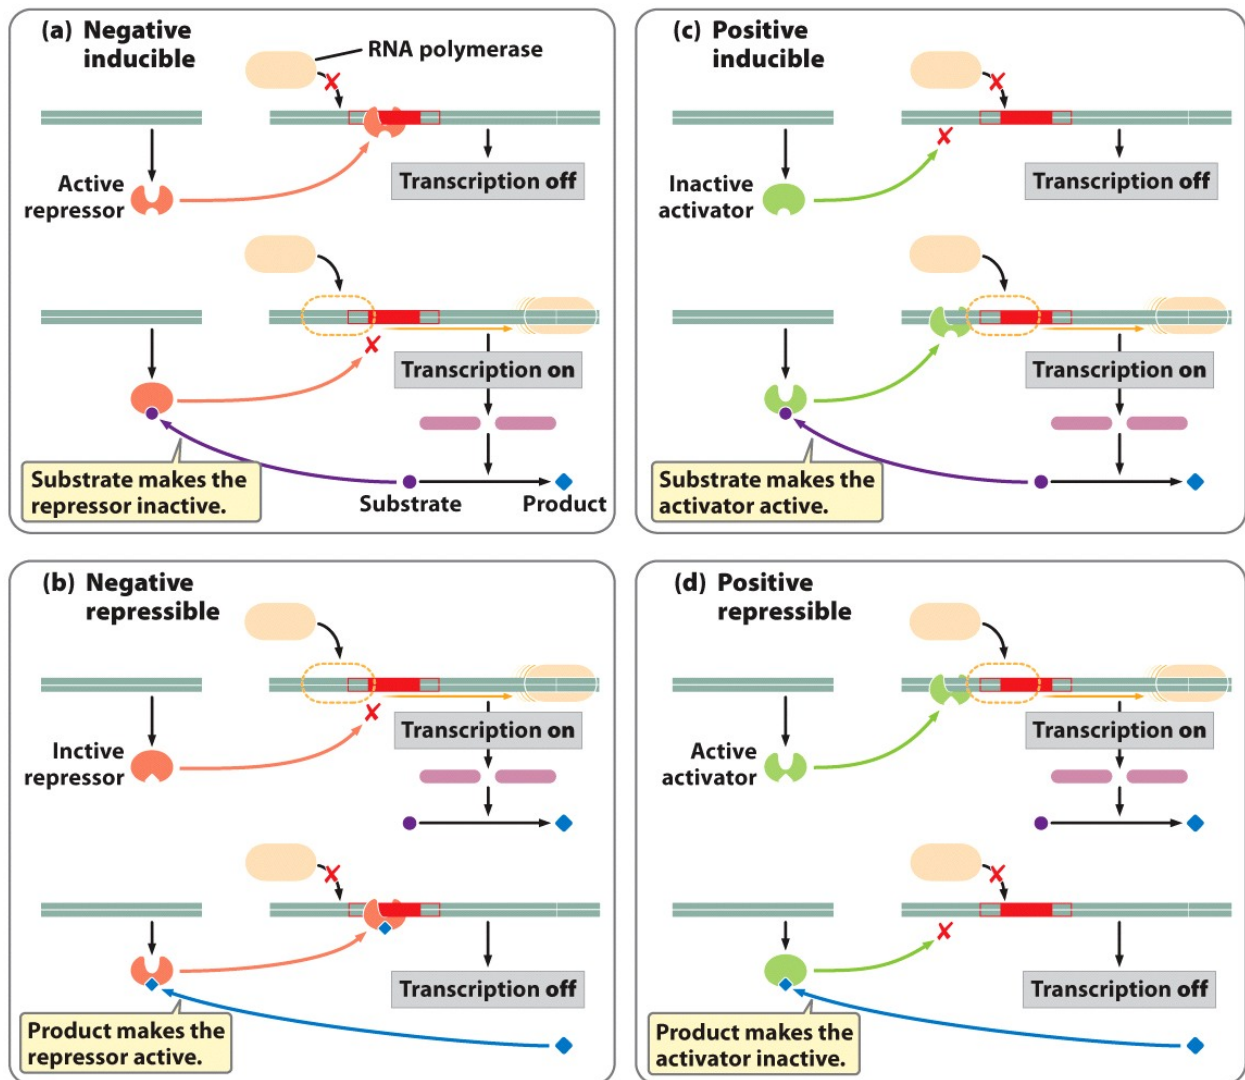 (a) Negative
inducible
RNA polymerase
Active
repressor
Transcription off
Transcription on
Substrate makes the
repressor inactive.
Substrate
Product
(c) Positive
inducible
Inactive
activator
Transcription off
Transcription on
Substrate makes the
activator active.
(b) Negative
repressible
Inctive
repressor
Transcription on
Transcription off
Product makes the
repressor active.
(d) Positive
repressible
Active
activator
Transcription on
Transcription off
Product makes the
activator inactive.